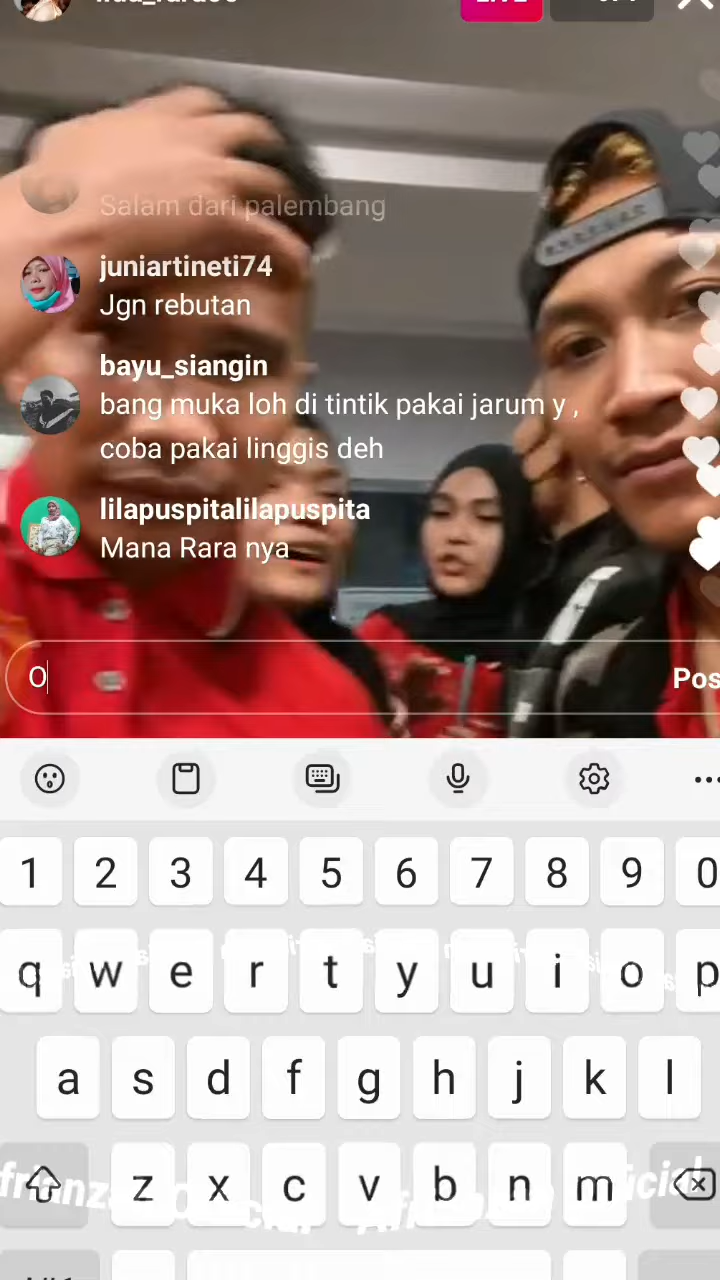 Salam dari palembang
juniartineti74
Jgn rebutan
bayu_siangin
bang muka loh di tintik pakai jarum y ,
coba pakai linggis deh
lilapuspitalilapuspita
Mana Rara nya
O
Pos
1 2 3 4 5 6 7 8 9 0
q w e r t y u i o p
a s d f g h j k l
z x c v b n m